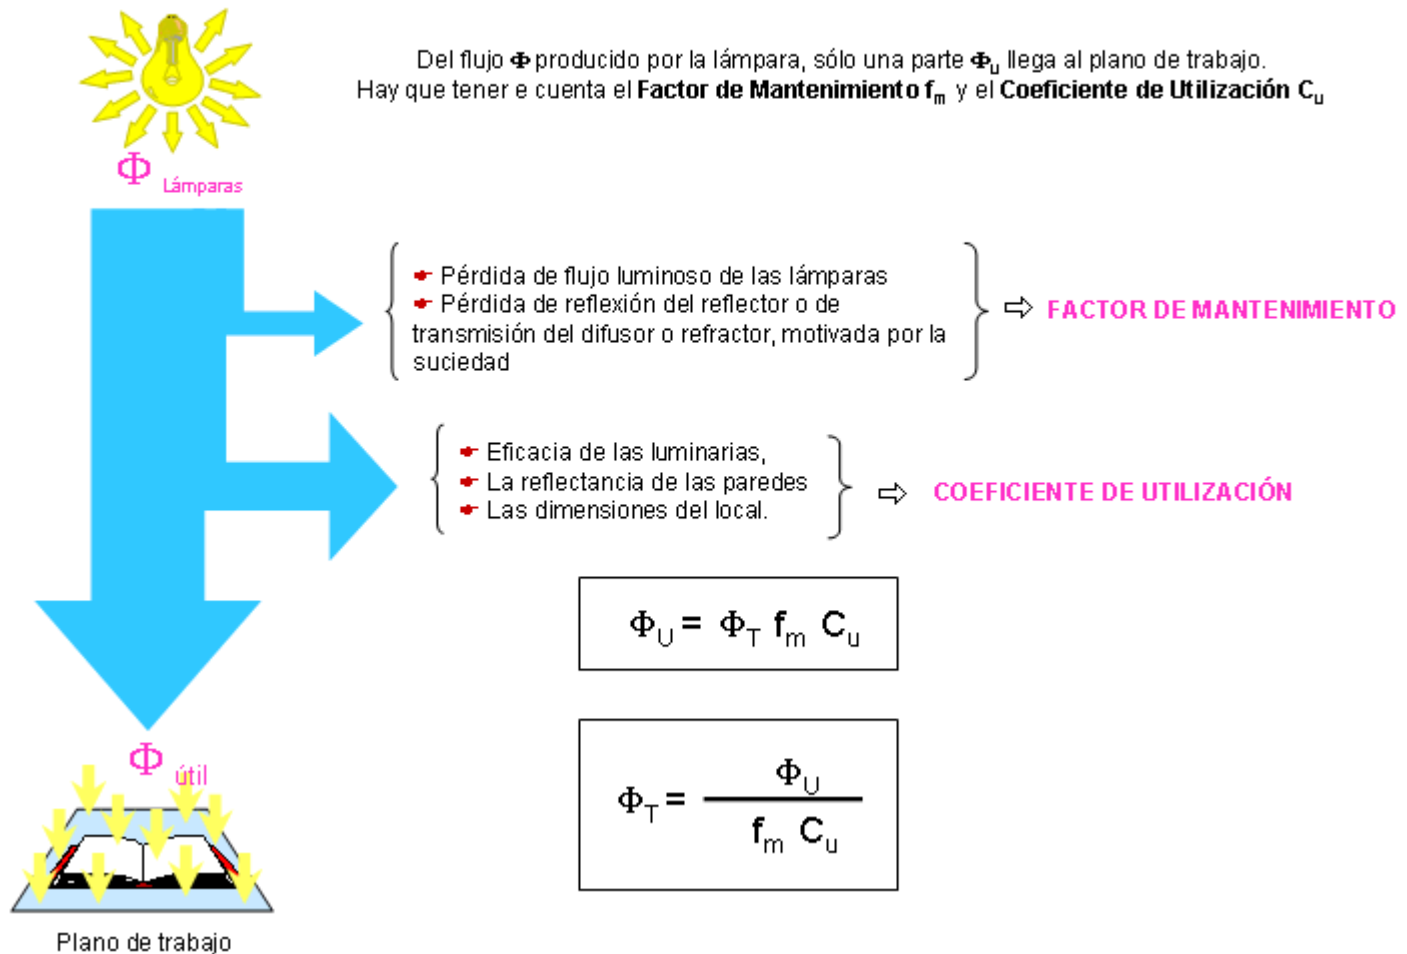 Del flujo Φ producido por la lámpara, sólo una parte Φu llega al plano de trabajo.
Hay que tener e cuenta el Factor de Mantenimiento fm y el Coeficiente de Utilización Cu
Φ Lámparas
Pérdida de flujo luminoso de las lámparas
Pérdida de reflexión del reflector o de
transmisión del difusor o refractor, motivada por la
suciedad
⇨ FACTOR DE MANTENIMIENTO
Eficacia de las luminarias,
La reflectancia de las paredes
Las dimensiones del local.
⇨ COEFICIENTE DE UTILIZACIÓN
ΦU = ΦT fm Cu
Φ útil
ΦT = ΦU / fm Cu
Plano de trabajo